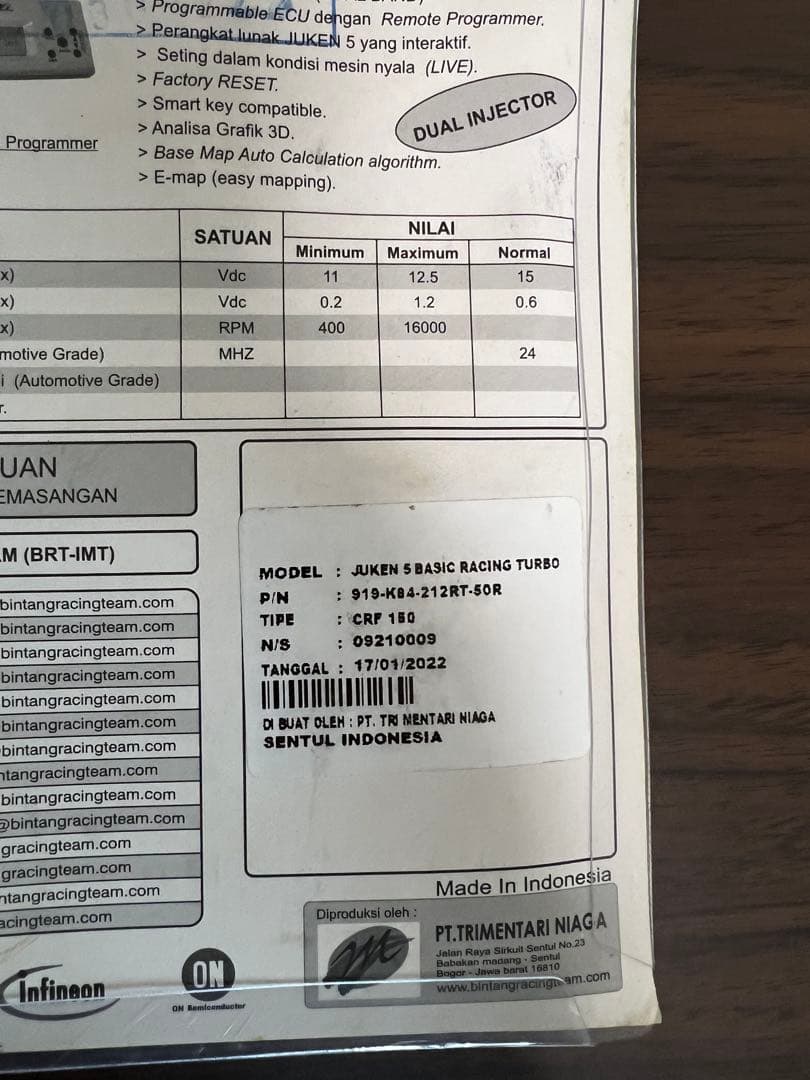 > Programmable ECU dengan Remote Programmer.
> Perangkat lunak JUKEN 5 yang interaktif.
> Seting dalam kondisi mesin nyala (LIVE).
> Factory RESET.
> Smart key compatible.
> Analisa Grafik 3D.
> Base Map Auto Calculation algorithm.
> E-map (easy mapping).
DUAL INJECTOR
Programmer
SATUAN NILAI
Minimum Maximum Normal
x) Vdc 11 12.5 15
x) Vdc 0.2 1.2 0.6
x) RPM 400 16000
motive Grade) MHZ 24
i (Automotive Grade)
r.
UAN
EMASANGAN
M (BRT-IMT)
bintangracingteam.com
bintangracingteam.com
bintangracingteam.com
bintangracingteam.com
bintangracingteam.com
bintangracingteam.com
bintangracingteam.com
ntangracingteam.com
bintangracingteam.com
@bintangracingteam.com
gracingteam.com
gracingteam.com
ntangracingteam.com
acingteam.com
MODEL : JUKEN 5 BASIC RACING TURBO
P/N : 919-K84-212RT-50R
TIPE : CRF 150
N/S : 09210009
TANGGAL : 17/01/2022
DI BUAT OLEH : PT. TRI MENTARI NIAGA
SENTUL INDONESIA
Made In Indonesia
Diproduksi oleh :
PT.TRIMENTARI NIAGA
Jalan Raya Sirkuit Sentul No.23
Babakan madang - Sentul
Bogor - Jawa barat 16810
www.bintangracingteam.com
Infineon
ON
ON Semiconductor